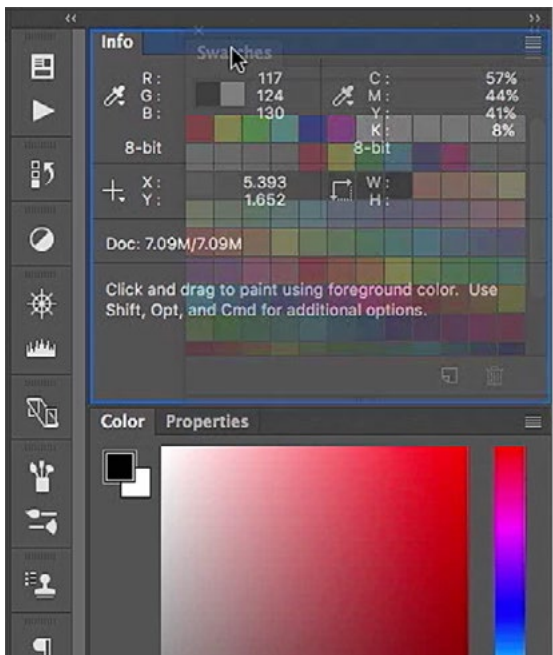 Info
Swatches
R: 117 C: 57%
G: 124 M: 44%
B: 130 Y: 41%
K: 8%
8-bit 8-bit
X: 5.393 W:
Y: 1.652 H:
Doc: 7.09M/7.09M
Click and drag to paint using foreground color. Use
Shift, Opt, and Cmd for additional options.
Color Properties